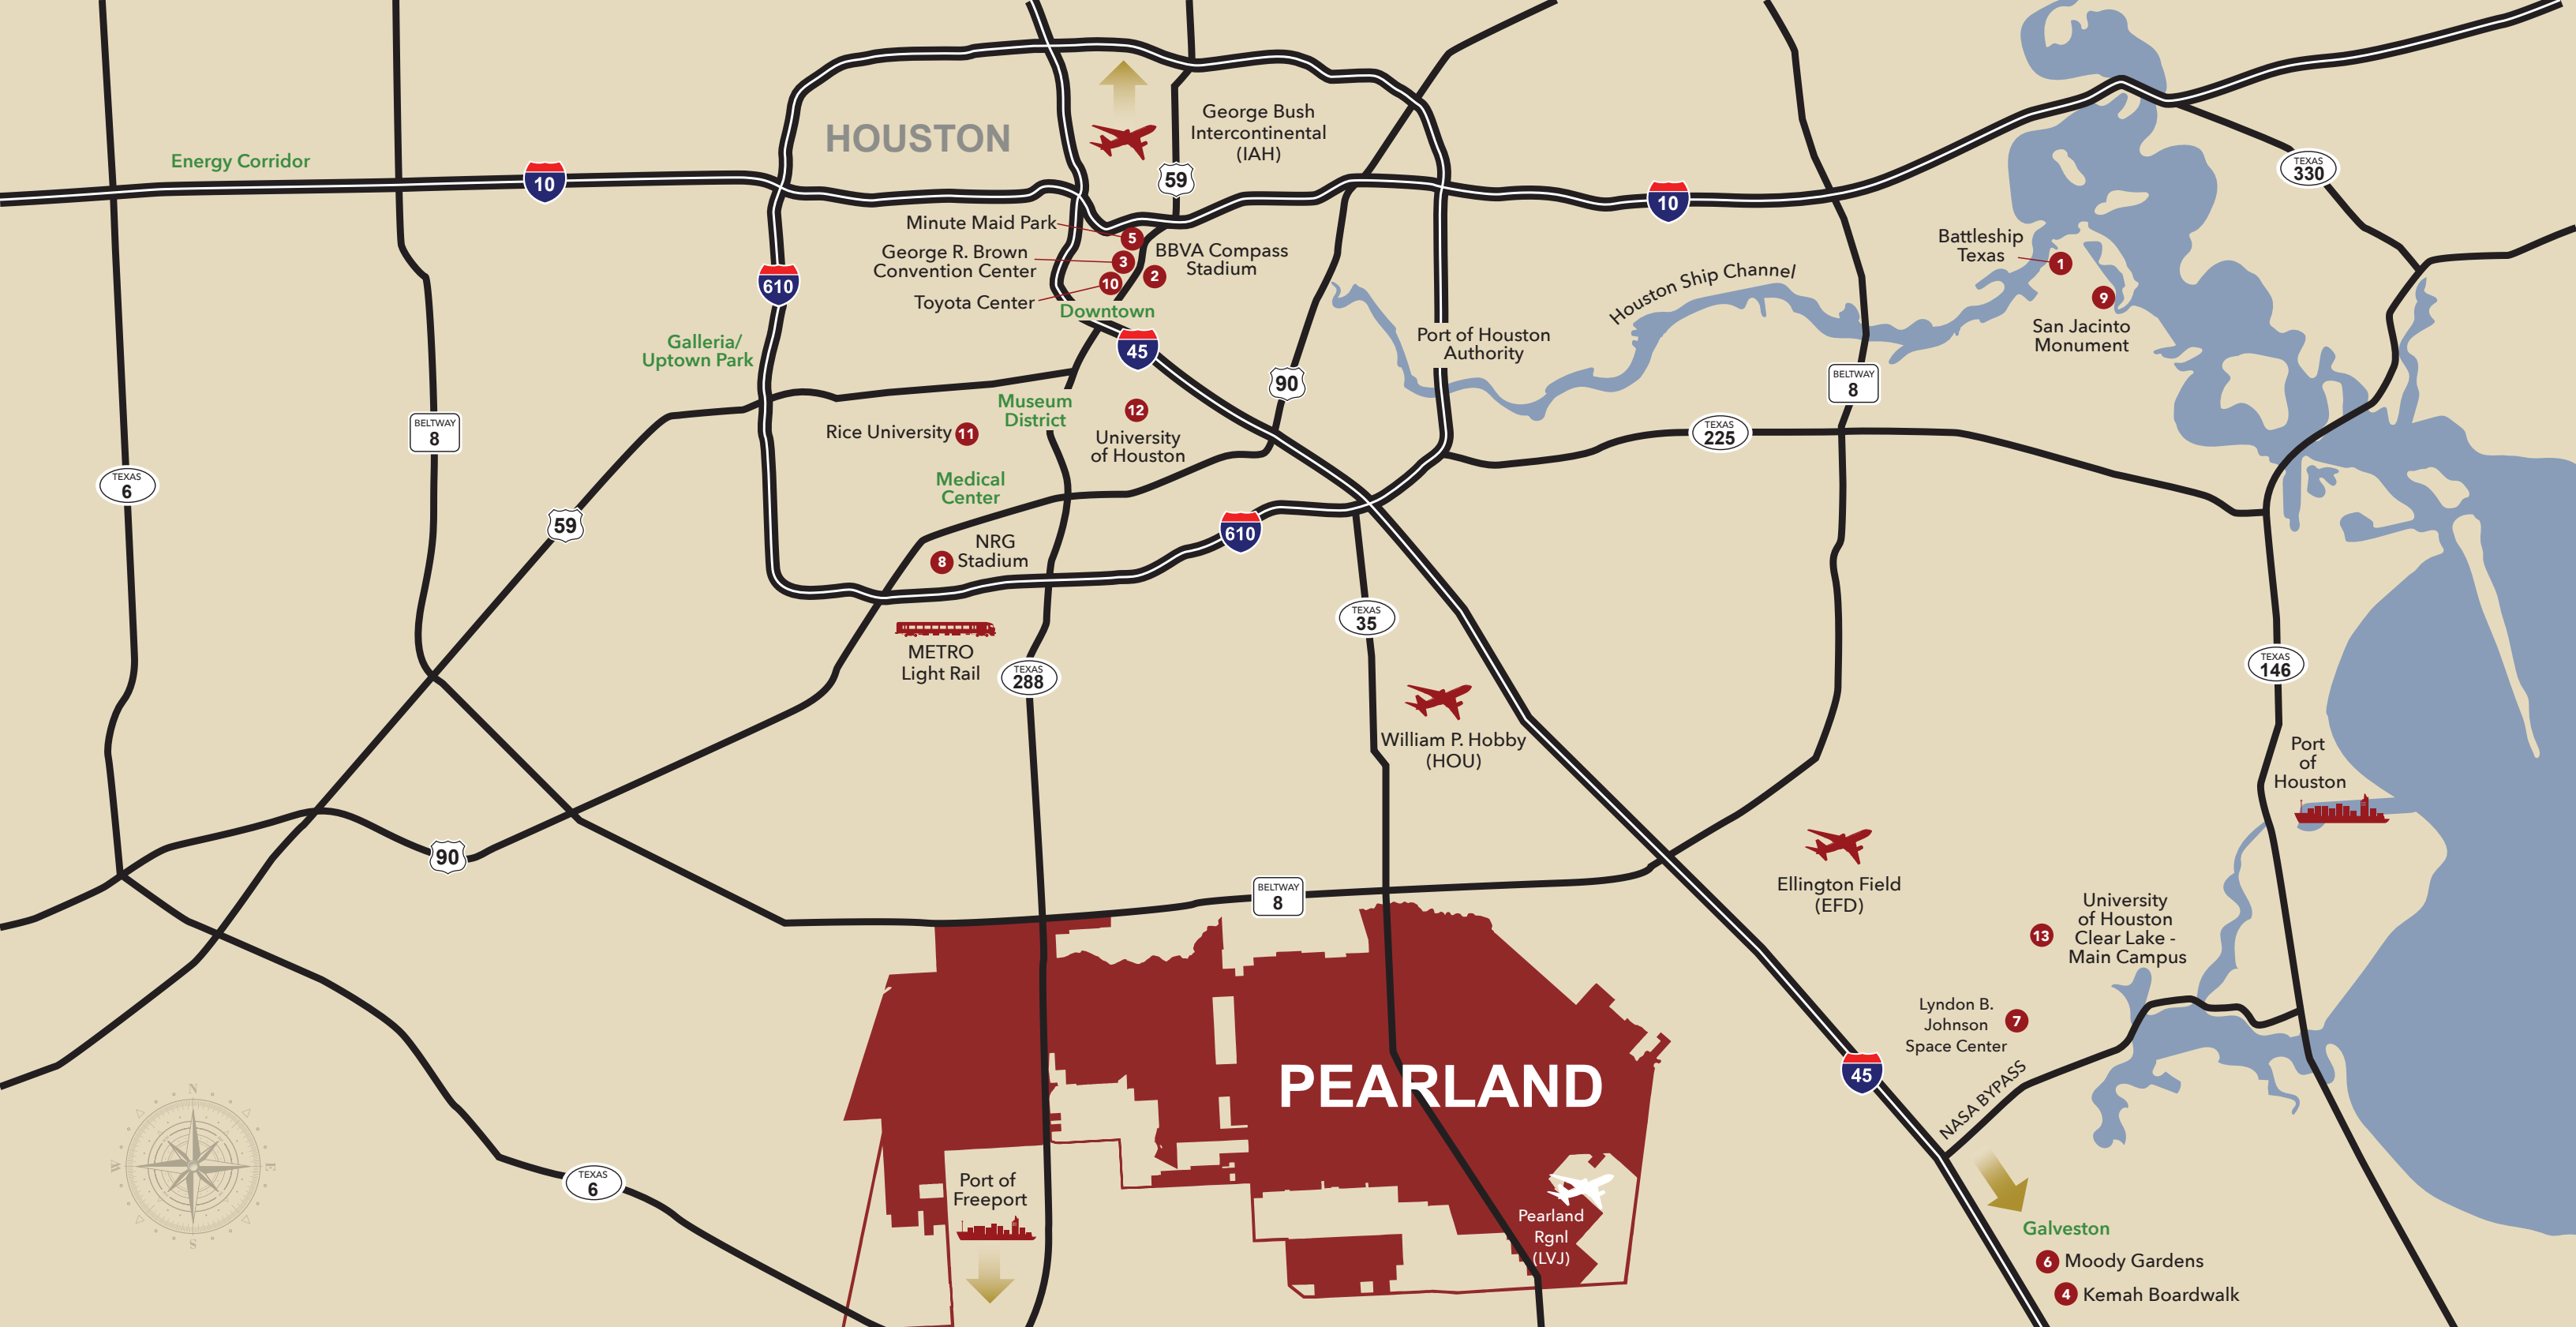 HOUSTON
George Bush
Intercontinental
(IAH)
Energy Corridor
10
59
10
TEXAS
330
Minute Maid Park
5
George R. Brown
Convention Center
3
BBVA Compass
Stadium
2
10
Toyota Center
Downtown
610
Battleship
Texas
1
9
San Jacinto
Monument
Houston Ship Channel
Port of Houston
Authority
Galleria/
Uptown Park
45
90
BELTWAY
8
Museum
District
12
University
of Houston
Rice University
11
BELTWAY
8
TEXAS
225
TEXAS
6
Medical
Center
59
610
NRG
Stadium
8
TEXAS
35
METRO
Light Rail
TEXAS
288
TEXAS
146
William P. Hobby
(HOU)
Port
of
Houston
90
BELTWAY
8
Ellington Field
(EFD)
University
of Houston
Clear Lake -
Main Campus
13
Lyndon B.
Johnson
Space Center
7
45
NASA BYPASS
PEARLAND
N
W
E
S
TEXAS
6
Port of
Freeport
Pearland
Rgnl
(LVJ)
Galveston
6
Moody Gardens
4
Kemah Boardwalk